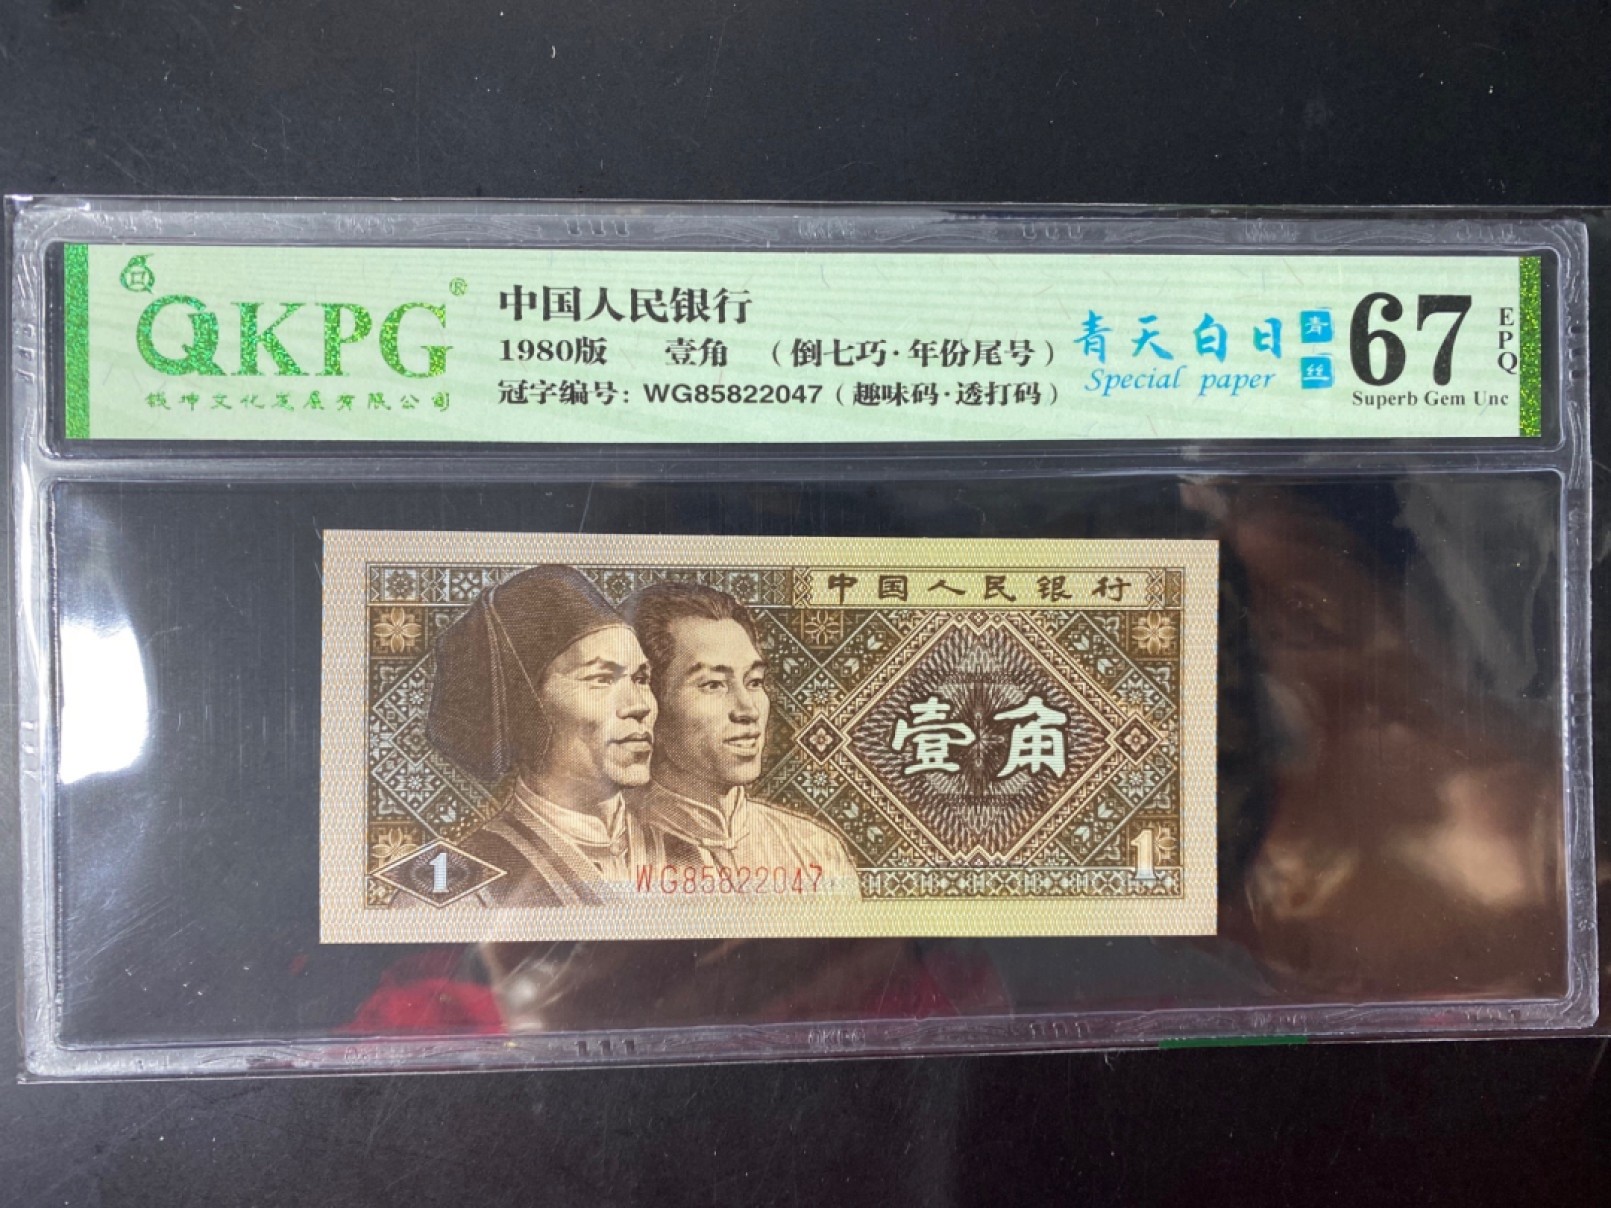 QKPG®
钱坤文化发展有限公司
中国人民银行
1980版 壹角 （倒七巧·年份尾号）
冠字编号: WG85822047（趣味码·透打码）
青天白日 青丝
Special paper
67 EPQ
Superb Gem Unc
中国人民银行
壹角
1 1
WG85822047